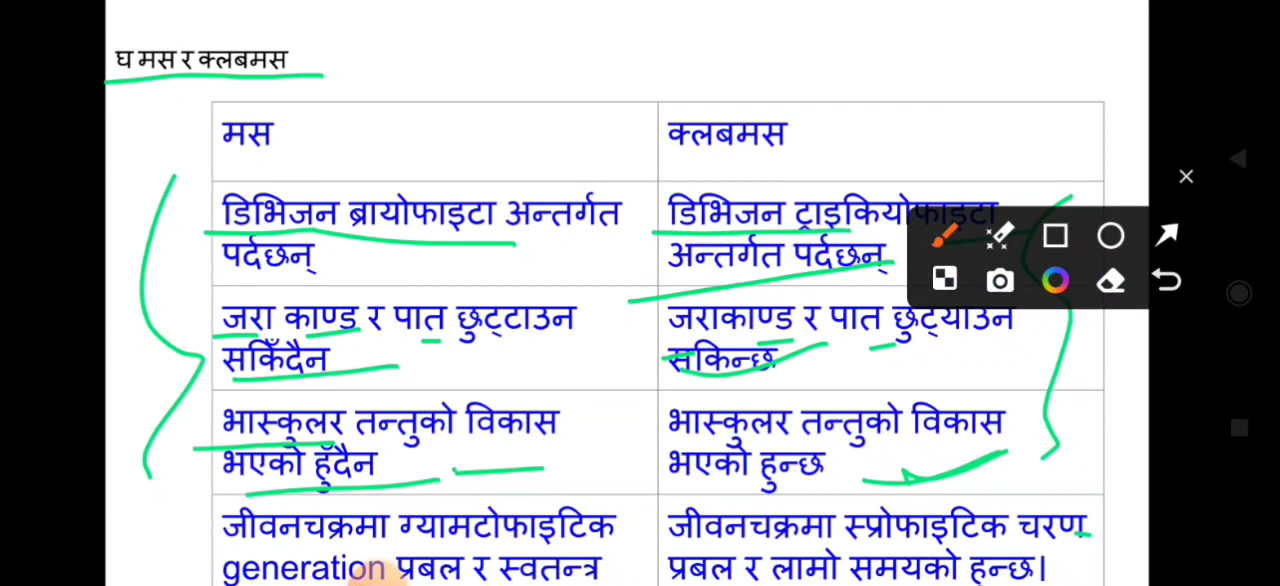 घ मस र क्लबमस
मस
क्लबमस
डिभिजन ब्रायोफाइटा अन्तर्गत
पर्दछन्
डिभिजन ट्राइकियोफाइटा
अन्तर्गत पर्दछन्
जरा काण्ड र पात छुट्टाउन
सकिँदैन
जराकाण्ड र पात छुट्याउन
सकिन्छ
भास्कुलर तन्तुको विकास
भएको हुँदैन
भास्कुलर तन्तुको विकास
भएको हुन्छ
जीवनचक्रमा ग्यामटोफाइटिक
generation प्रबल र स्वतन्त्र
जीवनचक्रमा स्प्रोफाइटिक चरण
प्रबल र लामो समयको हुन्छ।